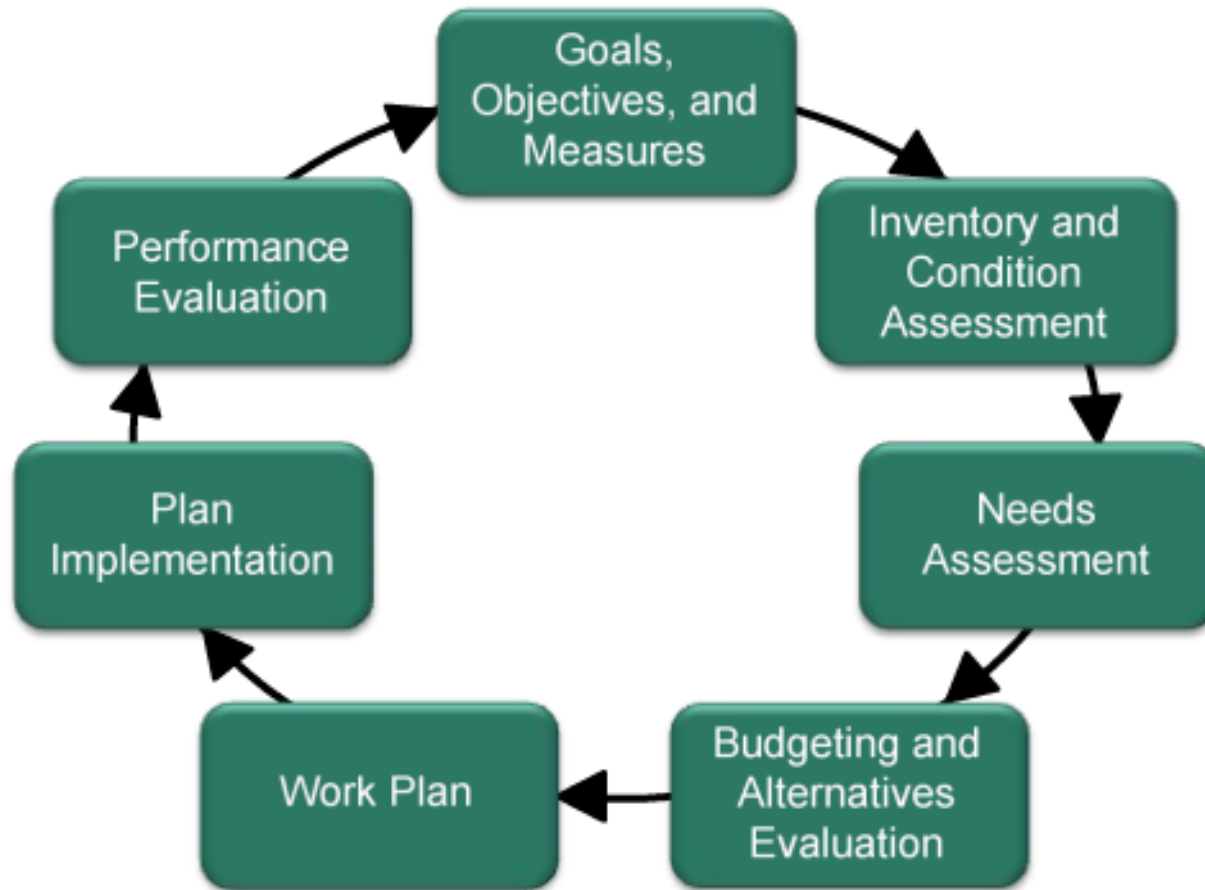 Goals,
Objectives, and
Measures
Inventory and
Condition
Assessment
Needs
Assessment
Budgeting and
Alternatives
Evaluation
Work Plan
Plan
Implementation
Performance
Evaluation